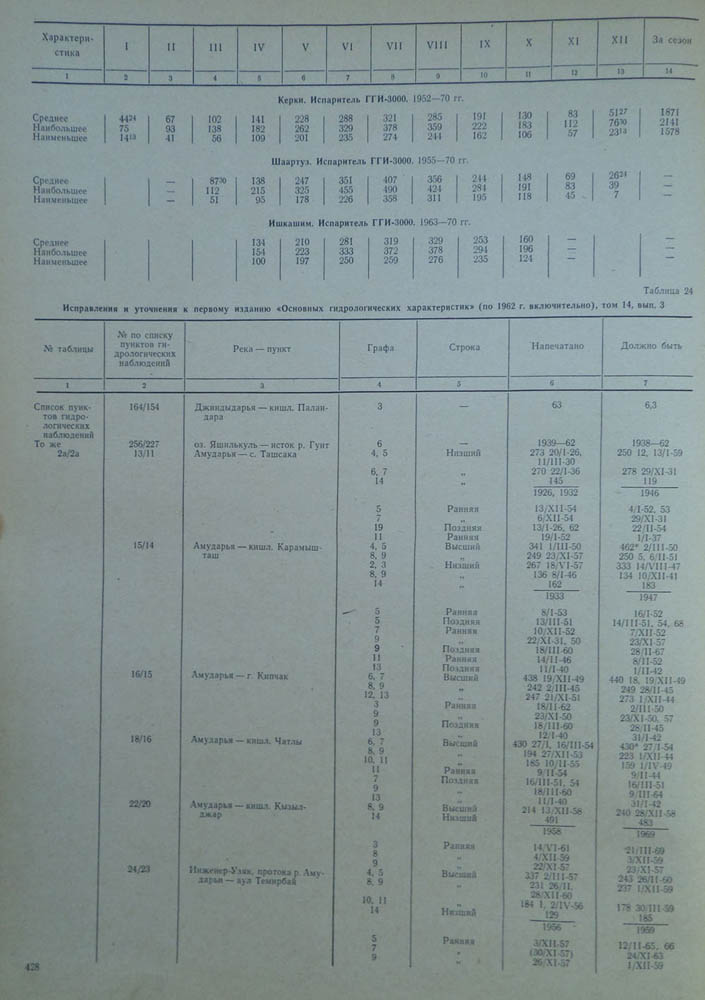 Характери-стика I II III IV V VI VII VIII IX X XI XII За сезон
1 2 3 4 5 6 7 8 9 10 11 12 13 14
Керки. Испаритель ГГИ-3000. 1952—70 гг.
Среднее 44²⁴ 67 102 141 228 288 321 285 191 130 83 51²⁷ 1871
Наибольшее 75 93 138 182 262 329 378 359 222 183 112 76³⁰ 2141
Наименьшее 14¹³ 41 56 109 201 235 274 244 162 106 57 23¹³ 1578
Шаартуз. Испаритель ГГИ-3000. 1955—70 гг.
Среднее — 87³⁰ 138 247 351 407 356 244 148 69 26²⁴ —
Наибольшее — 112 215 325 455 490 424 284 191 83 39 —
Наименьшее — 51 95 178 226 358 311 195 118 45 7 —
Ишкашим. Испаритель ГГИ-3000. 1963—70 гг.
Среднее 134 210 281 319 329 253 160 — — —
Наибольшее 154 223 333 372 378 294 196 — — —
Наименьшее 100 197 250 259 276 235 124 — — —
Таблица 24
Исправления и уточнения к первому изданию «Основных гидрологических характеристик» (по 1962 г. включительно), том 14, вып. 3
№ таблицы № по списку пунктов ги-дрологических наблюдений Река — пункт Графа Строка Напечатано Должно быть
1 2 3 4 5 6 7
Список пунк- 164/154 Джиндыдарья — кишл. Палан- 3 — 63 6,3
тов гидро- дара
логических
наблюдений
То же 256/227 оз. Яшилькуль — исток р. Гунт 6 — 1939—62 1938—62
2а/2а 13/11 Амударья — с. Ташсака 4, 5 Низший 273 20/I-26, 250 12, 13/I-59
11/III-30
6, 7 „ 270 22/I-36 278 29/XI-31
14 „ 145 119
1926, 1932 1946
5 Ранняя 13/XII-54 4/I-52, 53
7 „ 6/XII-54 29/XI-31
19 Поздняя 13/I-26, 62 22/II-54
11 Ранняя 19/I-52 1/I-37
15/14 Амударья — кишл. Карамыш- 4, 5 Высший 341 1/III-50 462* 2/III-50
таш 8, 9 „ 249 23/XI-57 250 5, 6/II-51
2, 3 Низший 267 18/VI-57 333 14/VIII-47
8, 9 „ 136 8/I-46 134 10/XII-41
14 „ 162 183
1933 1947
5 Ранняя 8/I-53 16/I-52
5 Поздняя 13/III-51 14/III-51, 54, 68
7 Ранняя 10/XII-52 7/XII-52
9 „ 22/XI-31, 50 23/XI-57
9 Поздняя 18/III-60 28/II-67
11 Ранняя 14/II-46 8/II-52
13 Поздняя 11/I-40 1/II-42
16/15 Амударья — г. Кипчак 6, 7 Высший 438 19/XII-49 440 18, 19/XII-49
8, 9 „ 242 2/III-45 249 28/II-45
12, 13 „ 247 21/XI-51 273 1/XII-44
3 Ранняя 18/II-62 2/III-50
9 „ 23/XI-50 23/XI-50, 57
9 Поздняя 18/III-60 28/II-45
13 „ 12/I-40 31/I-42
18/16 Амударья — кишл. Чатлы 6, 7 Высший 430 27/I, 16/III-54 430* 27/I-54
8, 9 „ 194 27/XII-53 223 1/XII-44
10, 11 „ 185 10/II-55 159 1/IV-49
11 Ранняя 9/II-54 9/II-44
7 Поздняя 16/III-51, 54 16/III-51
9 „ 18/III-60 9/III-64
13 „ 11/I-40 31/I-42
22/20 Амударья — кишл. Кызыл- 8, 9 Высший 214 13/XII-58 240 28/XII-58
джар 14 Низший 491 483
1958 1969
3 Ранняя 14/VI-61 21/III-69
8 „ 4/XII-59 3/XII-59
9 „ 22/XI-57 23/XI-57
24/23 Инженер-Узяк, протока р. Аму- 4, 5 Высший 337 2/III-57 243 26/II-60
дарьи — аул Темирбай 8, 9 „ 231 26/II, 237 1/XII-59
28/XII-60
10, 11 „ 184 1, 2/IV-56 178 30/III-59
14 Низший 129 185
1956 1959
5 Ранняя 3/XII-57 12/II-65, 66
7 „ (30/XI-57) 24/XI-63
9 „ 26/XI-57 1/XII-59
428